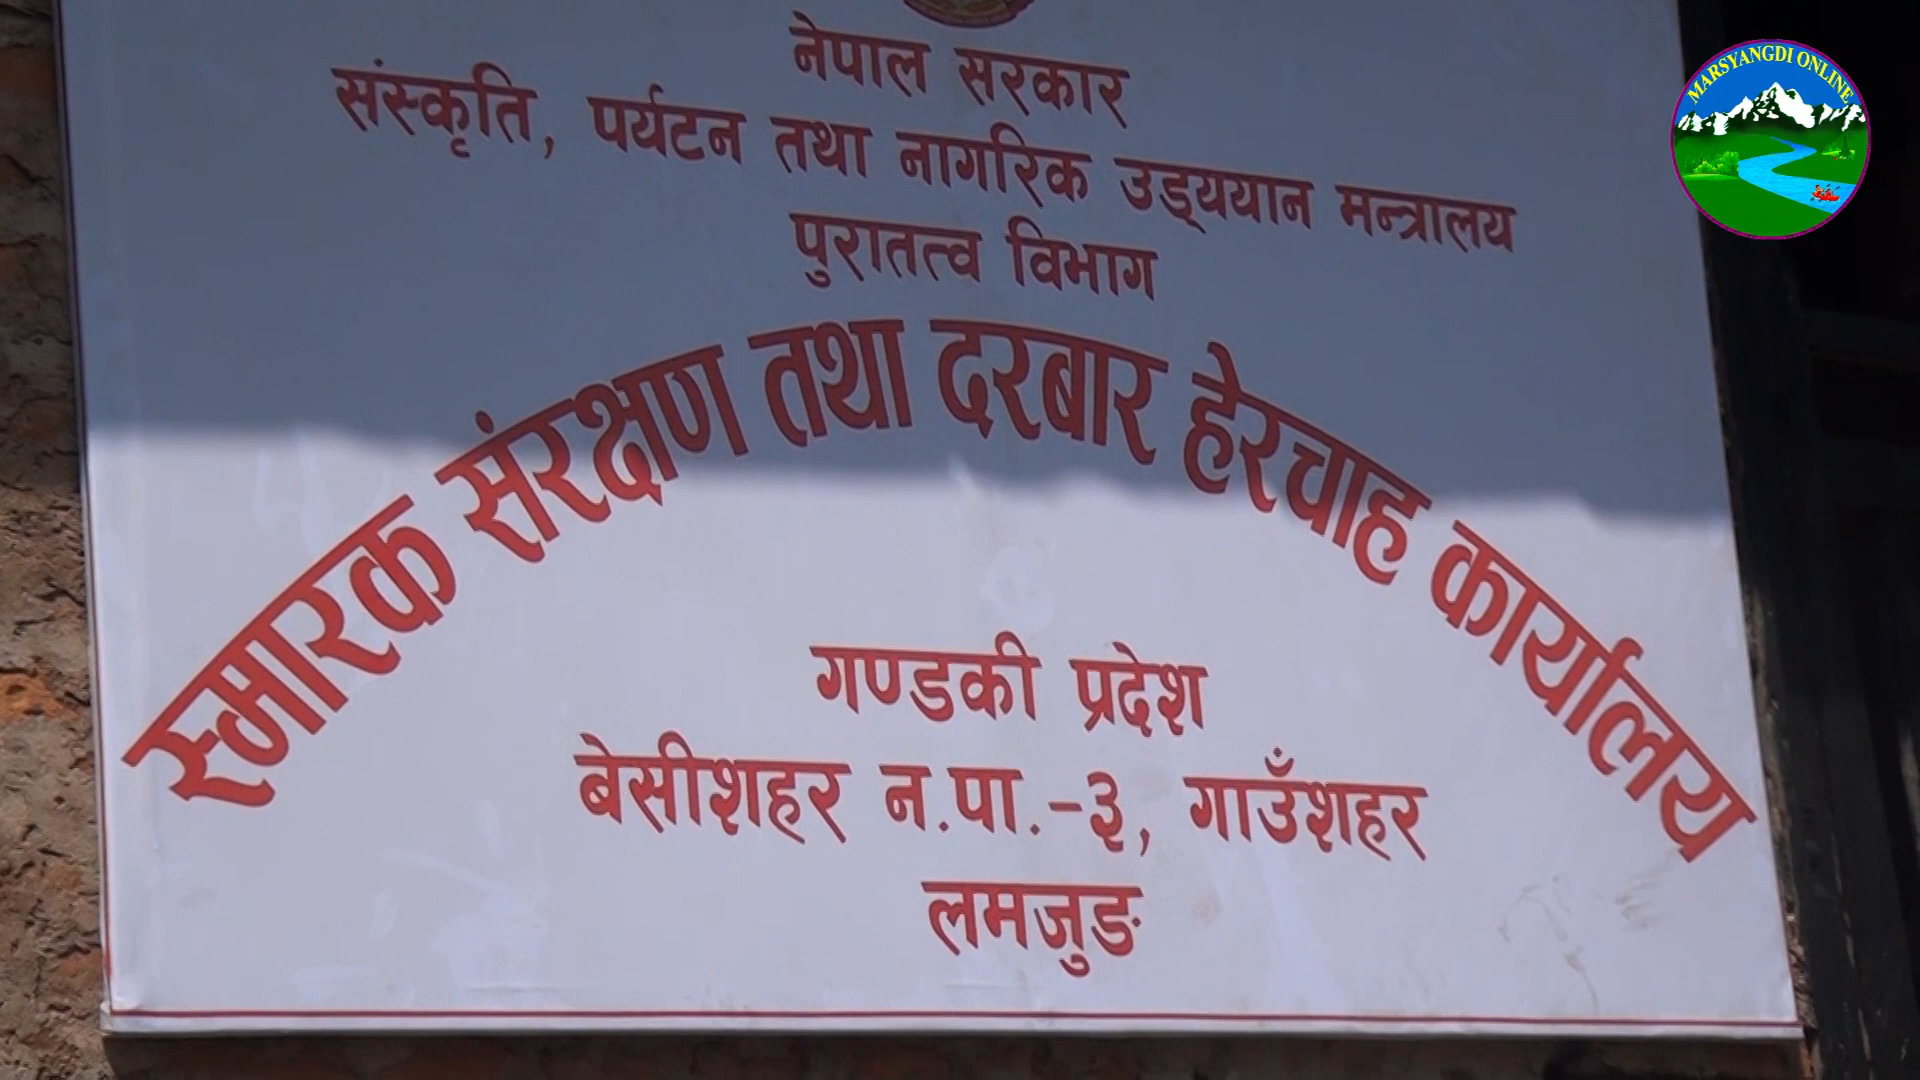 नेपाल सरकार
संस्कृति, पर्यटन तथा नागरिक उड्ययान मन्त्रालय
पुरातत्व विभाग
स्मारक संरक्षण तथा दरबार हेरचाह कार्यालय
गण्डकी प्रदेश
बेसीशहर न.पा.-३, गाउँशहर
लमजुङ
MARSYANGDI ONLINE